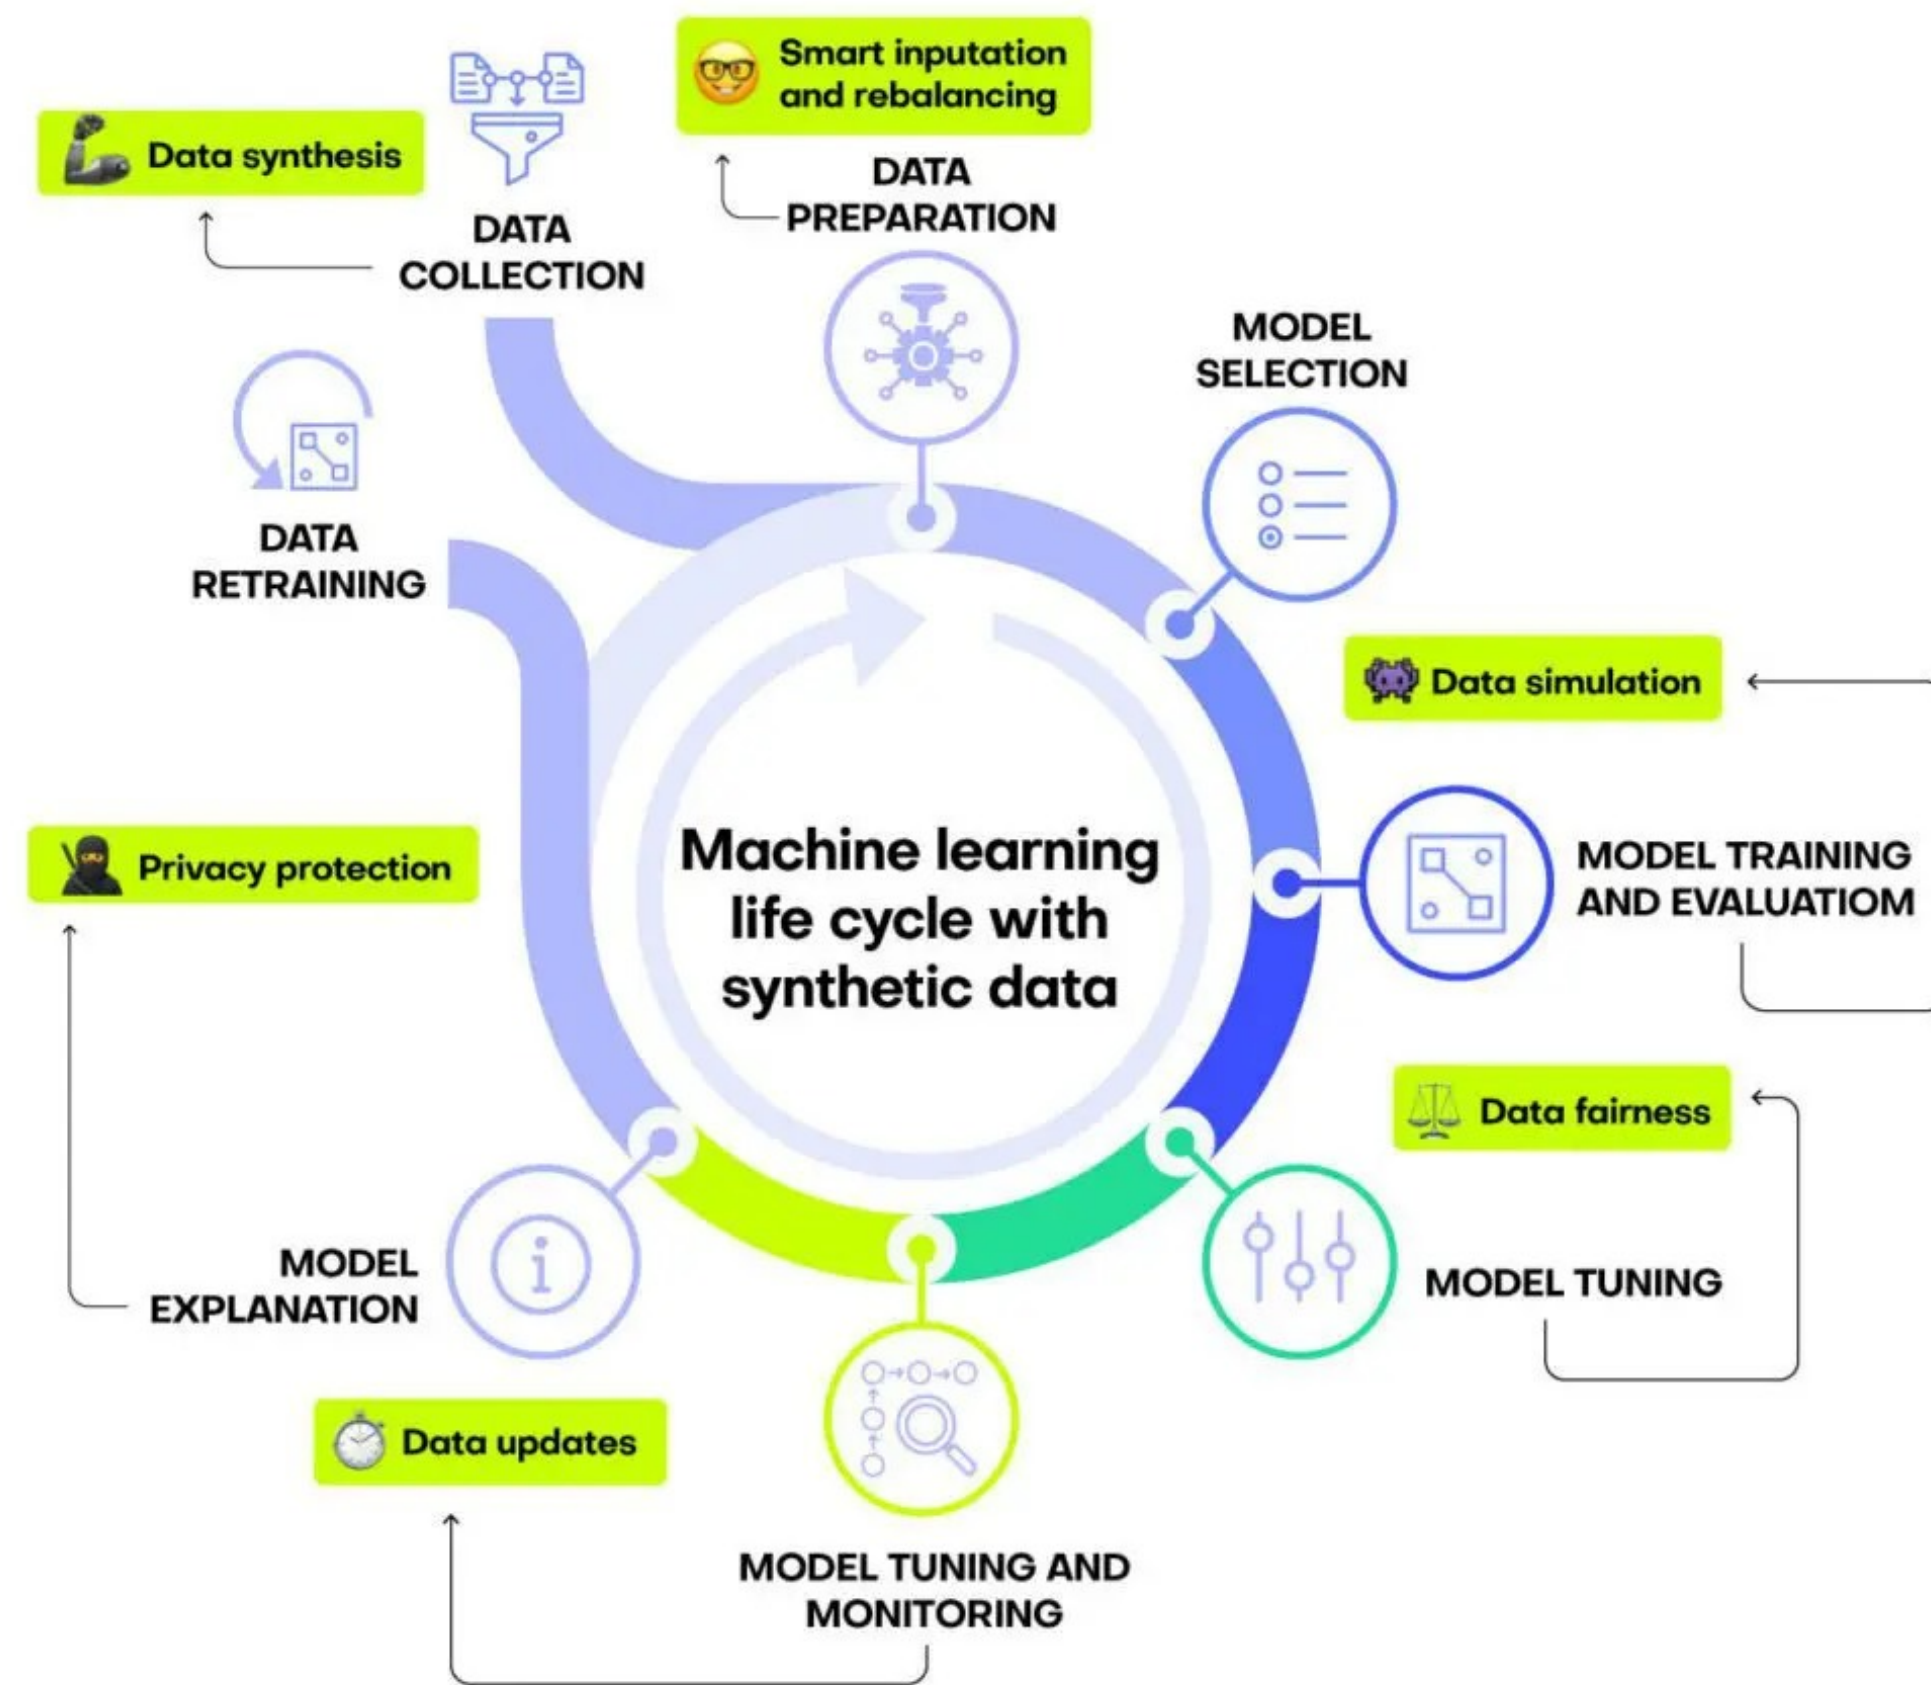 Smart inputation
and rebalancing
Data synthesis
DATA
COLLECTION
DATA
PREPARATION
MODEL
SELECTION
DATA
RETRAINING
Data simulation
Machine learning
life cycle with
synthetic data
MODEL TRAINING
AND EVALUATIOM
Privacy protection
Data fairness
MODEL TUNING
MODEL
EXPLANATION
Data updates
MODEL TUNING AND
MONITORING